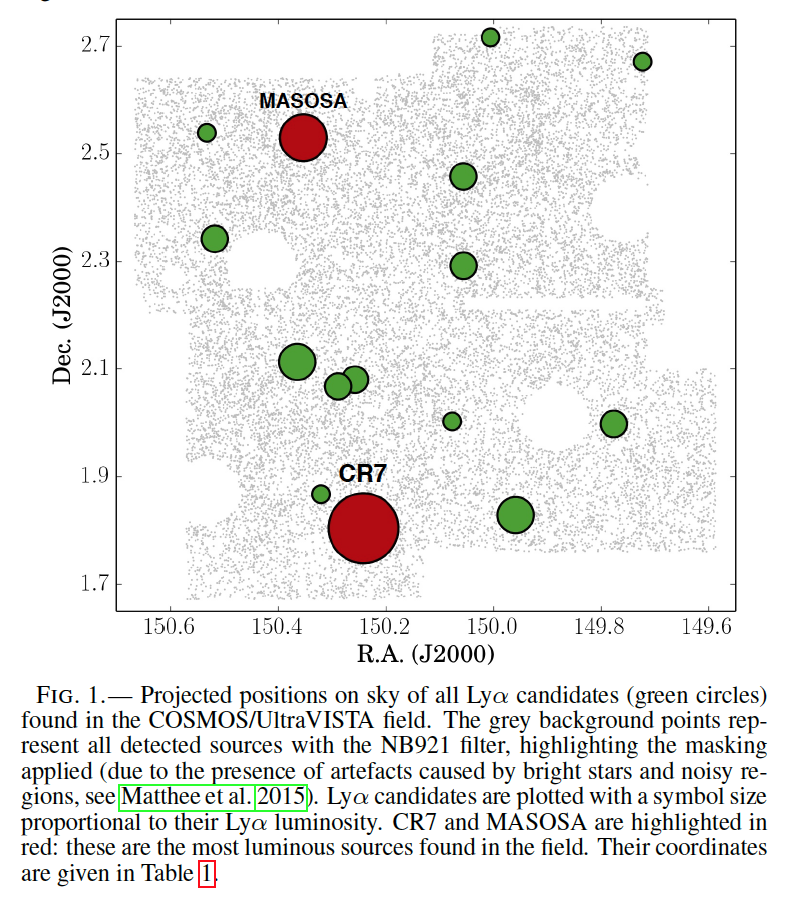 2.7
MASOSA
2.5
2.3
Dec. (J2000)
2.1
CR7
1.9
1.7
150.6 150.4 150.2 150.0 149.8 149.6
R.A. (J2000)
FIG. 1.— Projected positions on sky of all Lyα candidates (green circles)
found in the COSMOS/UltraVISTA field. The grey background points rep-
resent all detected sources with the NB921 filter, highlighting the masking
applied (due to the presence of artefacts caused by bright stars and noisy re-
gions, see Matthee et al. 2015). Lyα candidates are plotted with a symbol size
proportional to their Lyα luminosity. CR7 and MASOSA are highlighted in
red: these are the most luminous sources found in the field. Their coordinates
are given in Table 1.